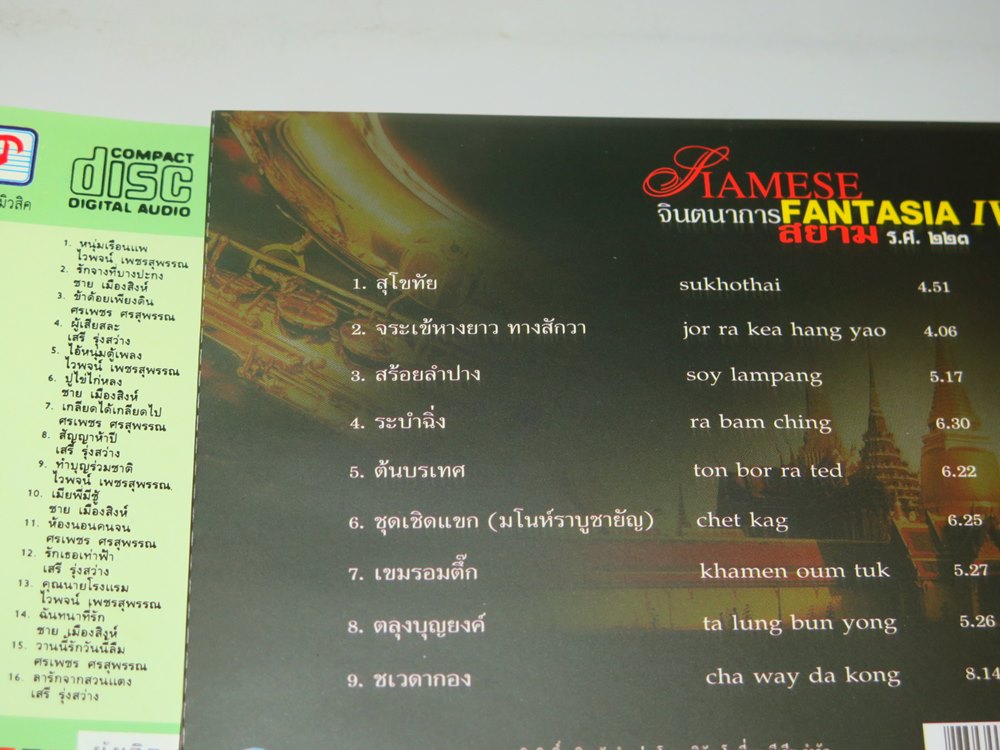 COMPACT
disc
DIGITAL AUDIO
มิวสิค
1. หนุ่มเรือนแพ
ไวพจน์ เพชรสุพรรณ
2. รักจางที่บางปะกง
ชาย เมืองสิงห์
3. ข้าด้อยเพียงดิน
ศรเพชร ศรสุพรรณ
4. ผู้เสียสละ
เสรี รุ่งสว่าง
5. ไอ้หนุ่มตู้เพลง
ไวพจน์ เพชรสุพรรณ
6. ปูไข่ไก่หลง
ชาย เมืองสิงห์
7. เกลียดได้เกลียดไป
ศรเพชร ศรสุพรรณ
8. สัญญาห้าปี
เสรี รุ่งสว่าง
9. ทำบุญร่วมชาติ
ไวพจน์ เพชรสุพรรณ
10. เมียพี่มีชู้
ชาย เมืองสิงห์
11. ห้องนอนคนจน
ศรเพชร ศรสุพรรณ
12. รักเธอเท่าฟ้า
เสรี รุ่งสว่าง
13. คุณนายโรงแรม
ไวพจน์ เพชรสุพรรณ
14. ฉันทนาที่รัก
ชาย เมืองสิงห์
15. วานนี้รักวันนี้ลืม
ศรเพชร ศรสุพรรณ
16. ลารักจากสวนแตง
เสรี รุ่งสว่าง
SIAMESE
จินตนาการ FANTASIA IV
สยาม ร.ศ. ๒๒๓
1. สุโขทัย sukhothai 4.51
2. จระเข้หางยาว ทางสักวา jor ra kea hang yao 4.06
3. สร้อยลำปาง soy lampang 5.17
4. ระบำฉิ่ง ra bam ching 6.30
5. ต้นบรเทศ ton bor ra ted 6.22
6. ชุดเชิดแขก (มโนห์ราบูชายัญ) chet kag 6.25
7. เขมรอมตึ๊ก khamen oum tuk 5.27
8. ตลุงบุญยงค์ ta lung bun yong 5.26
9. ชเวดากอง cha way da kong 8.14